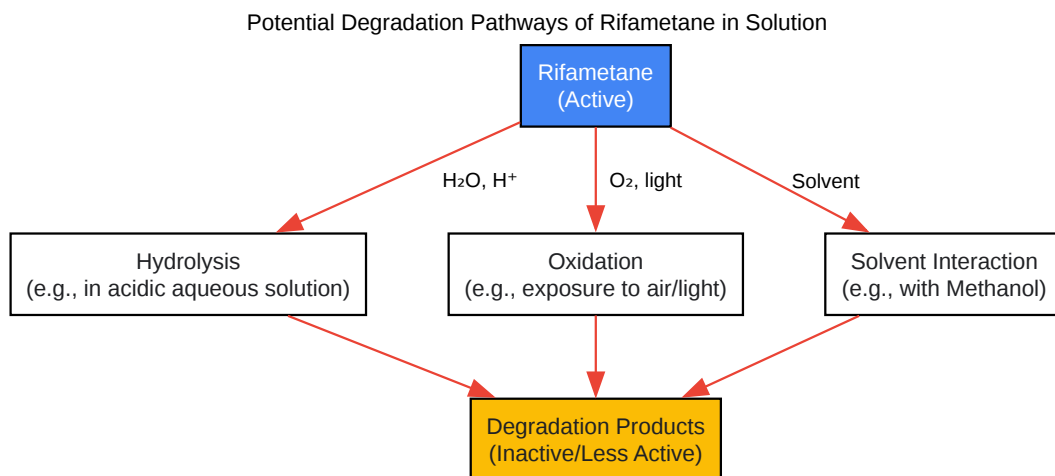 Potential Degradation Pathways of Rifametane in Solution
Rifametane
(Active)
H₂O, H⁺
O₂, light
Solvent
Hydrolysis
(e.g., in acidic aqueous solution)
Oxidation
(e.g., exposure to air/light)
Solvent Interaction
(e.g., with Methanol)
Degradation Products
(Inactive/Less Active)